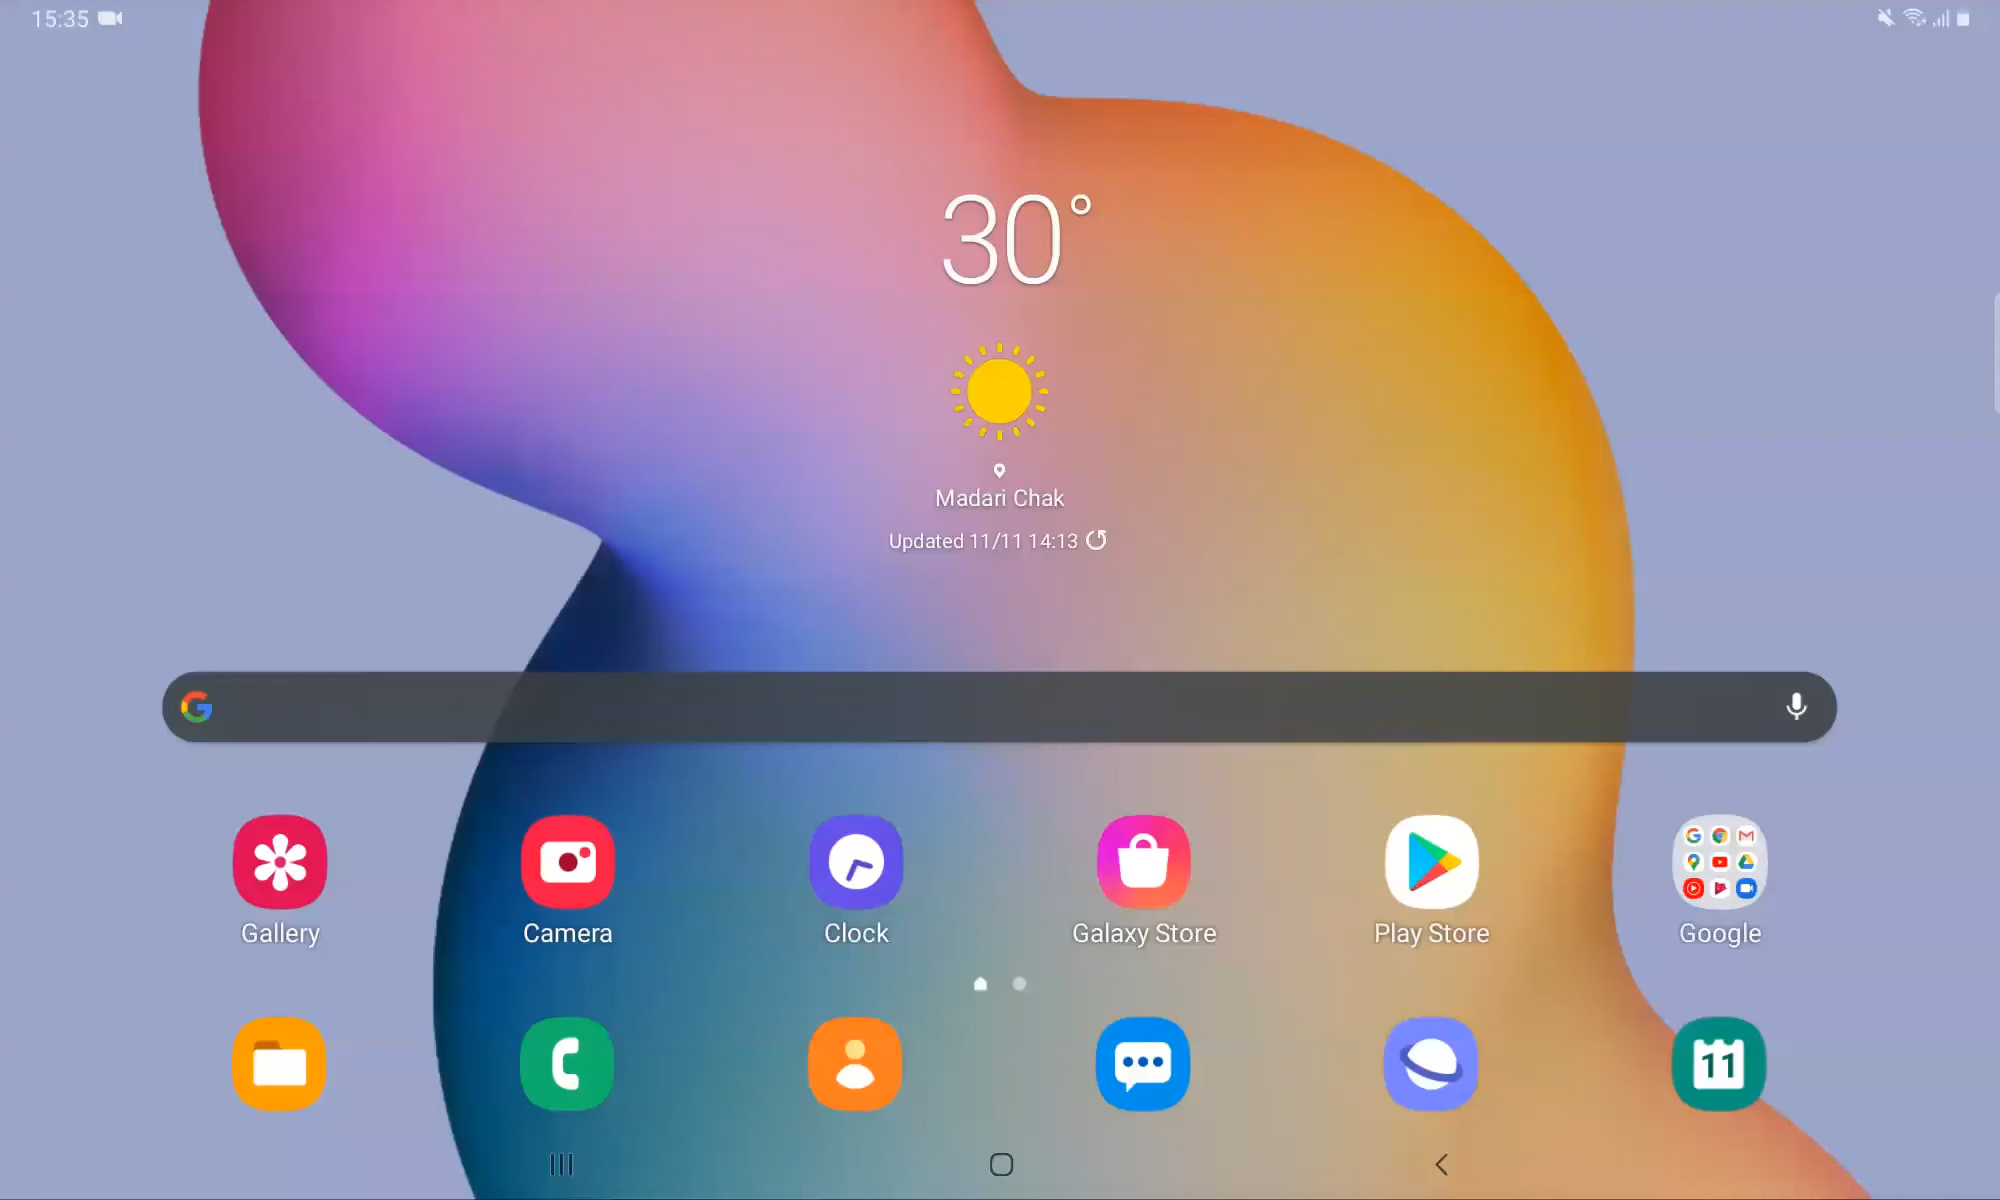 15:35
30°
Madari Chak
Updated 11/11 14:13
Gallery
Camera
Clock
Galaxy Store
Play Store
Google
11